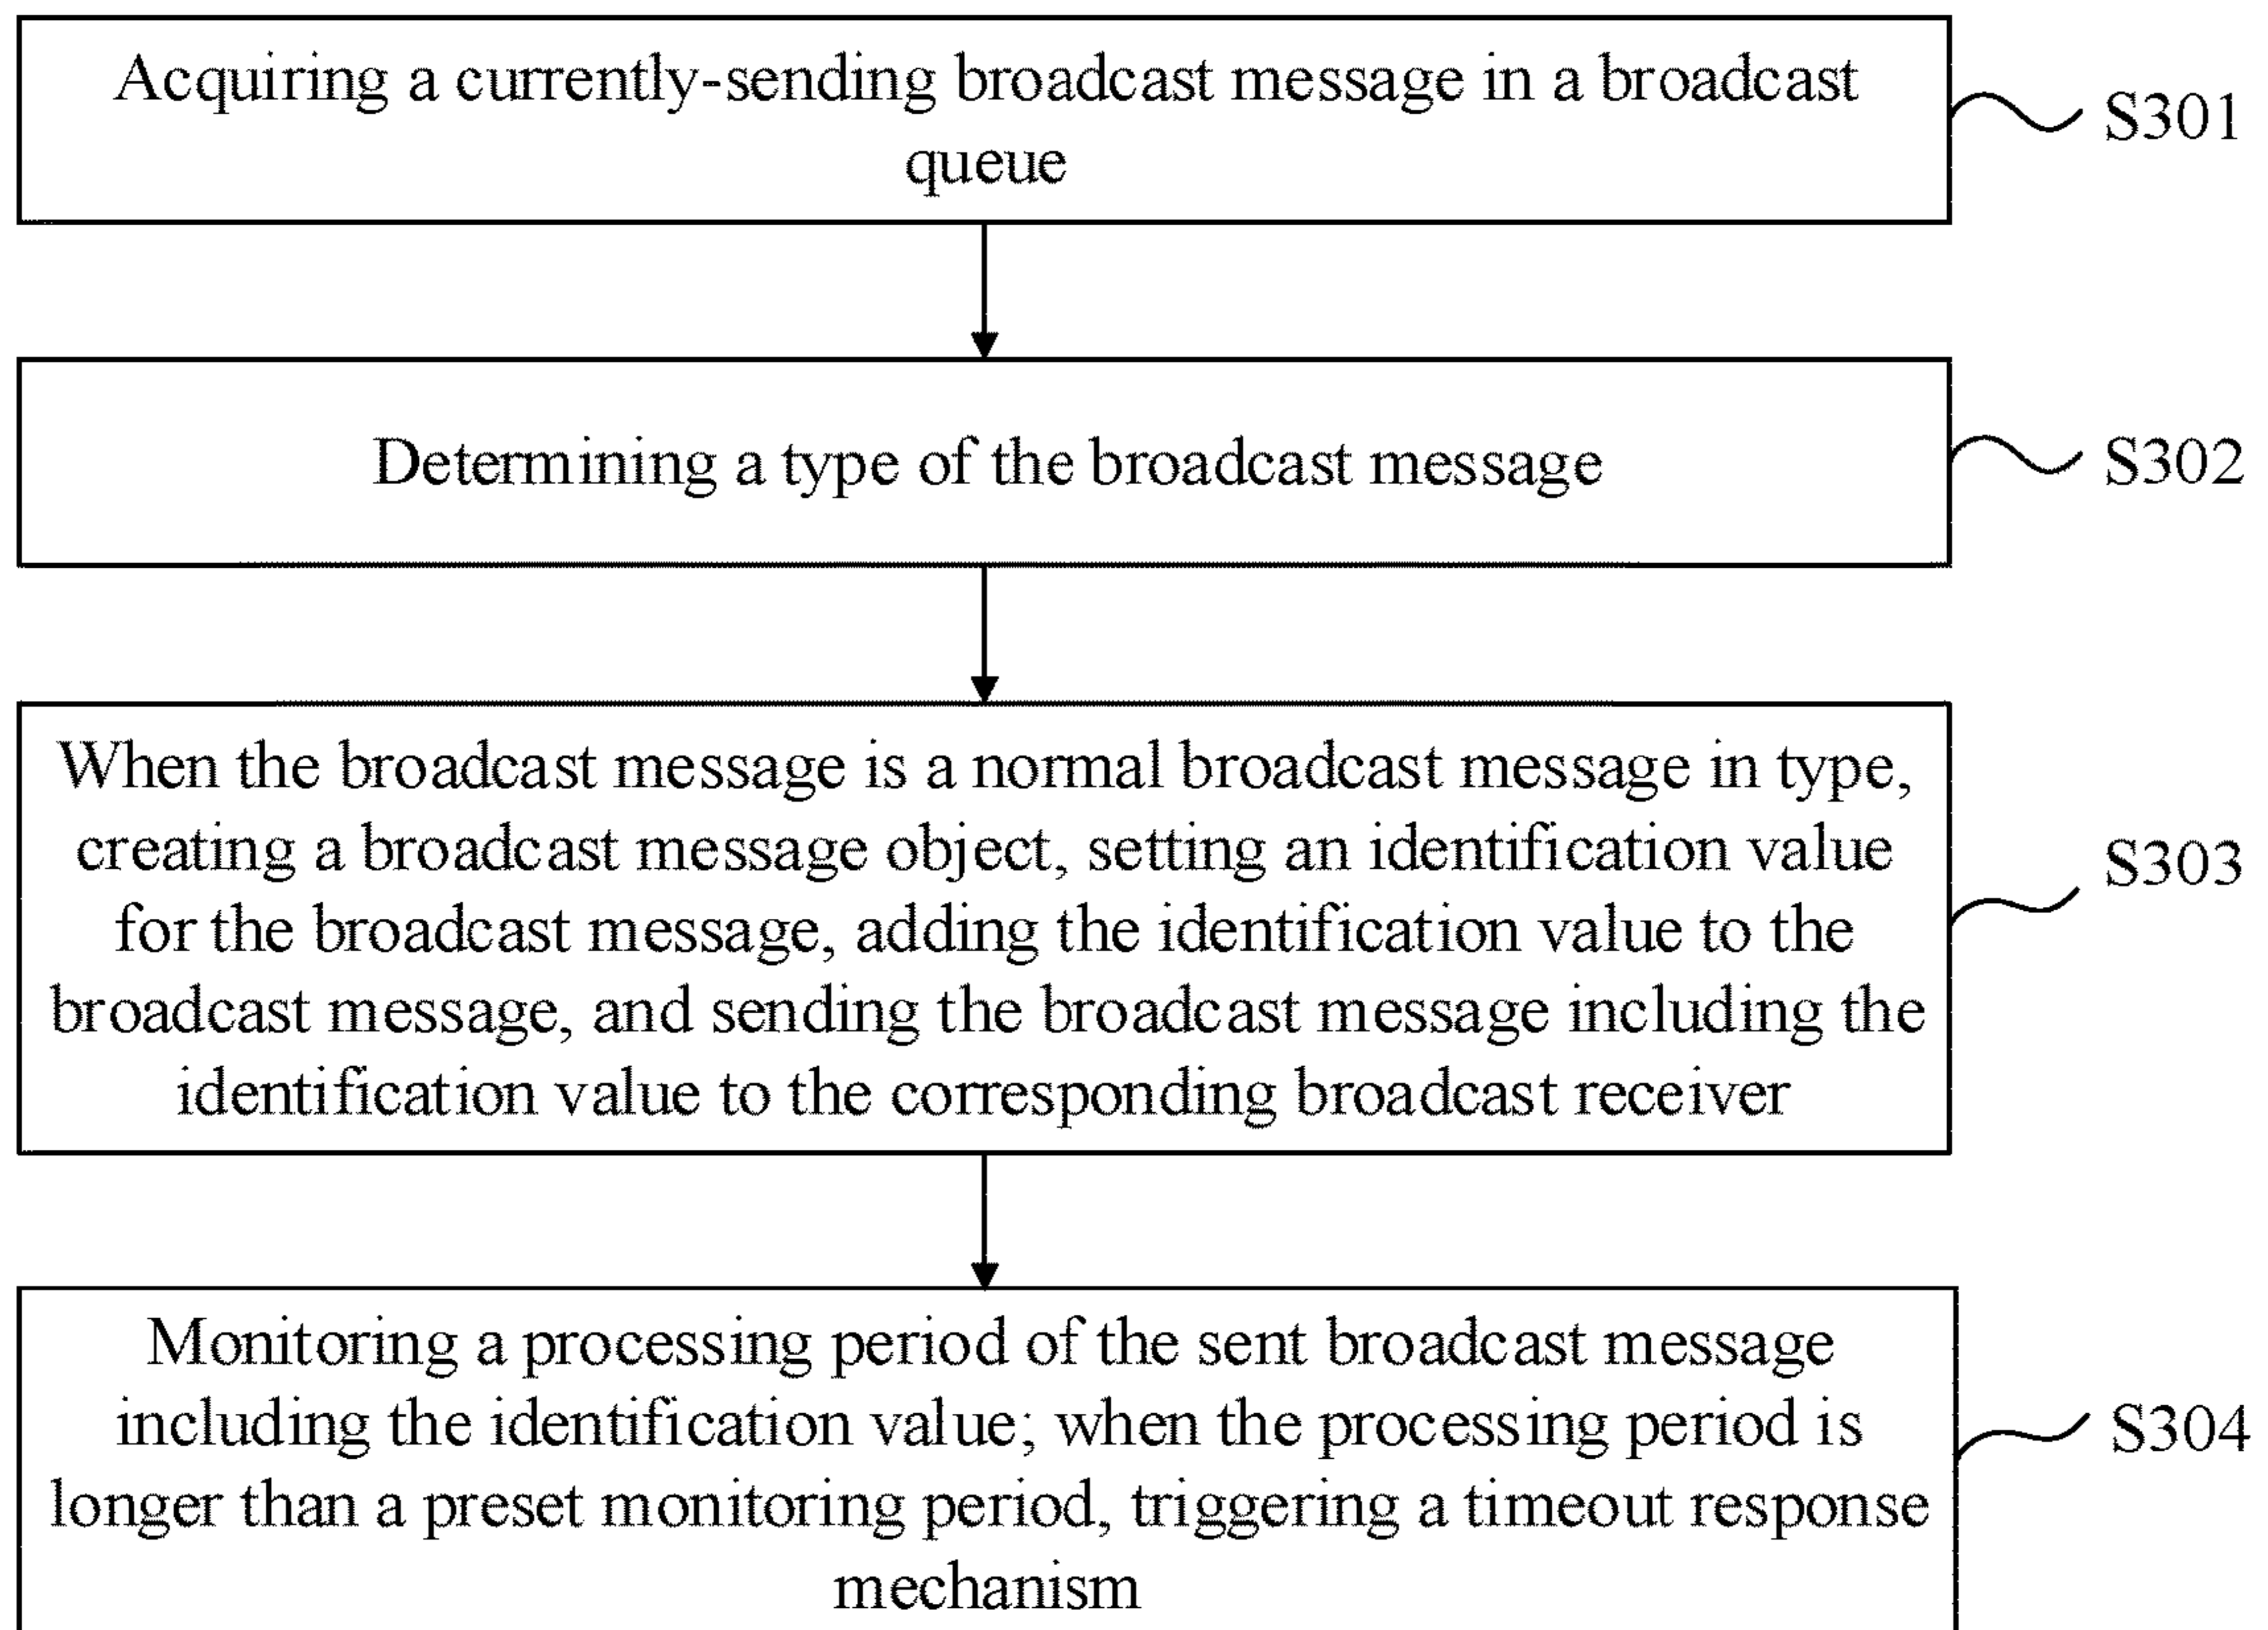 Acquiring a currently-sending broadcast message in a broadcast
queue
S301
Determining a type of the broadcast message
S302
When the broadcast message is a normal broadcast message in type,
creating a broadcast message object, setting an identification value
for the broadcast message, adding the identification value to the
broadcast message, and sending the broadcast message including the
identification value to the corresponding broadcast receiver
S303
Monitoring a processing period of the sent broadcast message
including the identification value; when the processing period is
longer than a preset monitoring period, triggering a timeout response
mechanism
S304